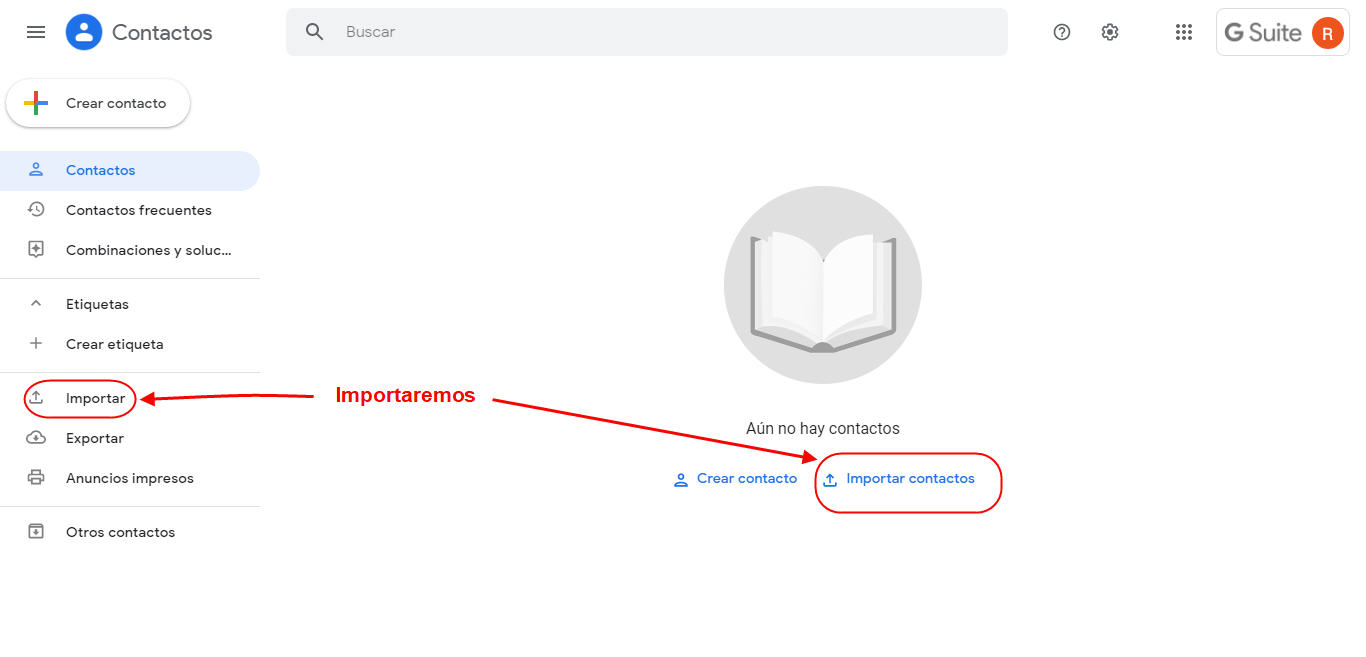 Contactos
Buscar
G Suite
R
Crear contacto
Contactos
Contactos frecuentes
Combinaciones y soluc...
Etiquetas
Crear etiqueta
Importar
Importaremos
Exportar
Aún no hay contactos
Anuncios impresos
Crear contacto
Importar contactos
Otros contactos